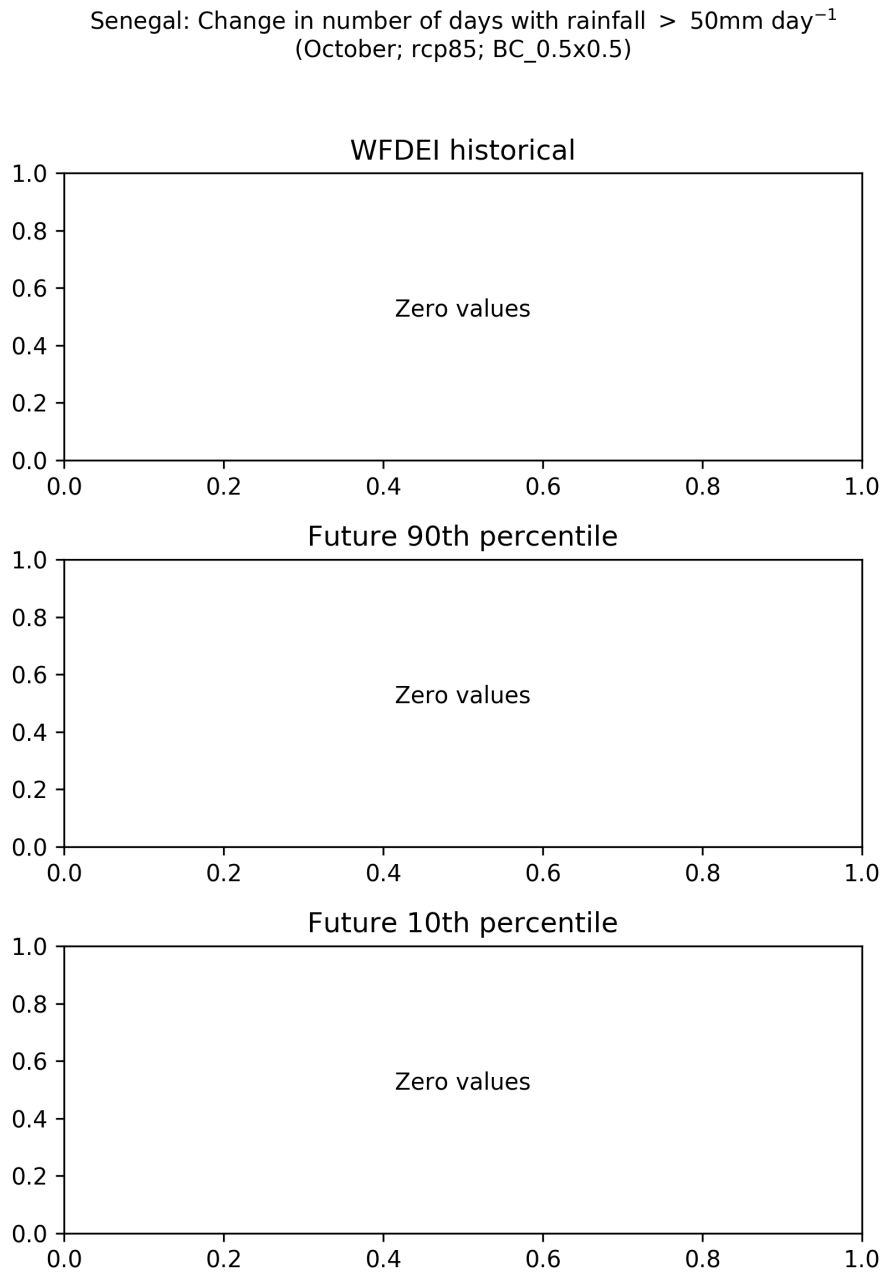 Senegal: Change in number of days with rainfall > 50mm day⁻¹
(October; rcp85; BC_0.5x0.5)
WFDEI historical
1.0
0.8
0.6
0.4
0.2
0.0
Zero values
0.0 0.2 0.4 0.6 0.8 1.0
Future 90th percentile
1.0
0.8
0.6
0.4
0.2
0.0
Zero values
0.0 0.2 0.4 0.6 0.8 1.0
Future 10th percentile
1.0
0.8
0.6
0.4
0.2
0.0
Zero values
0.0 0.2 0.4 0.6 0.8 1.0